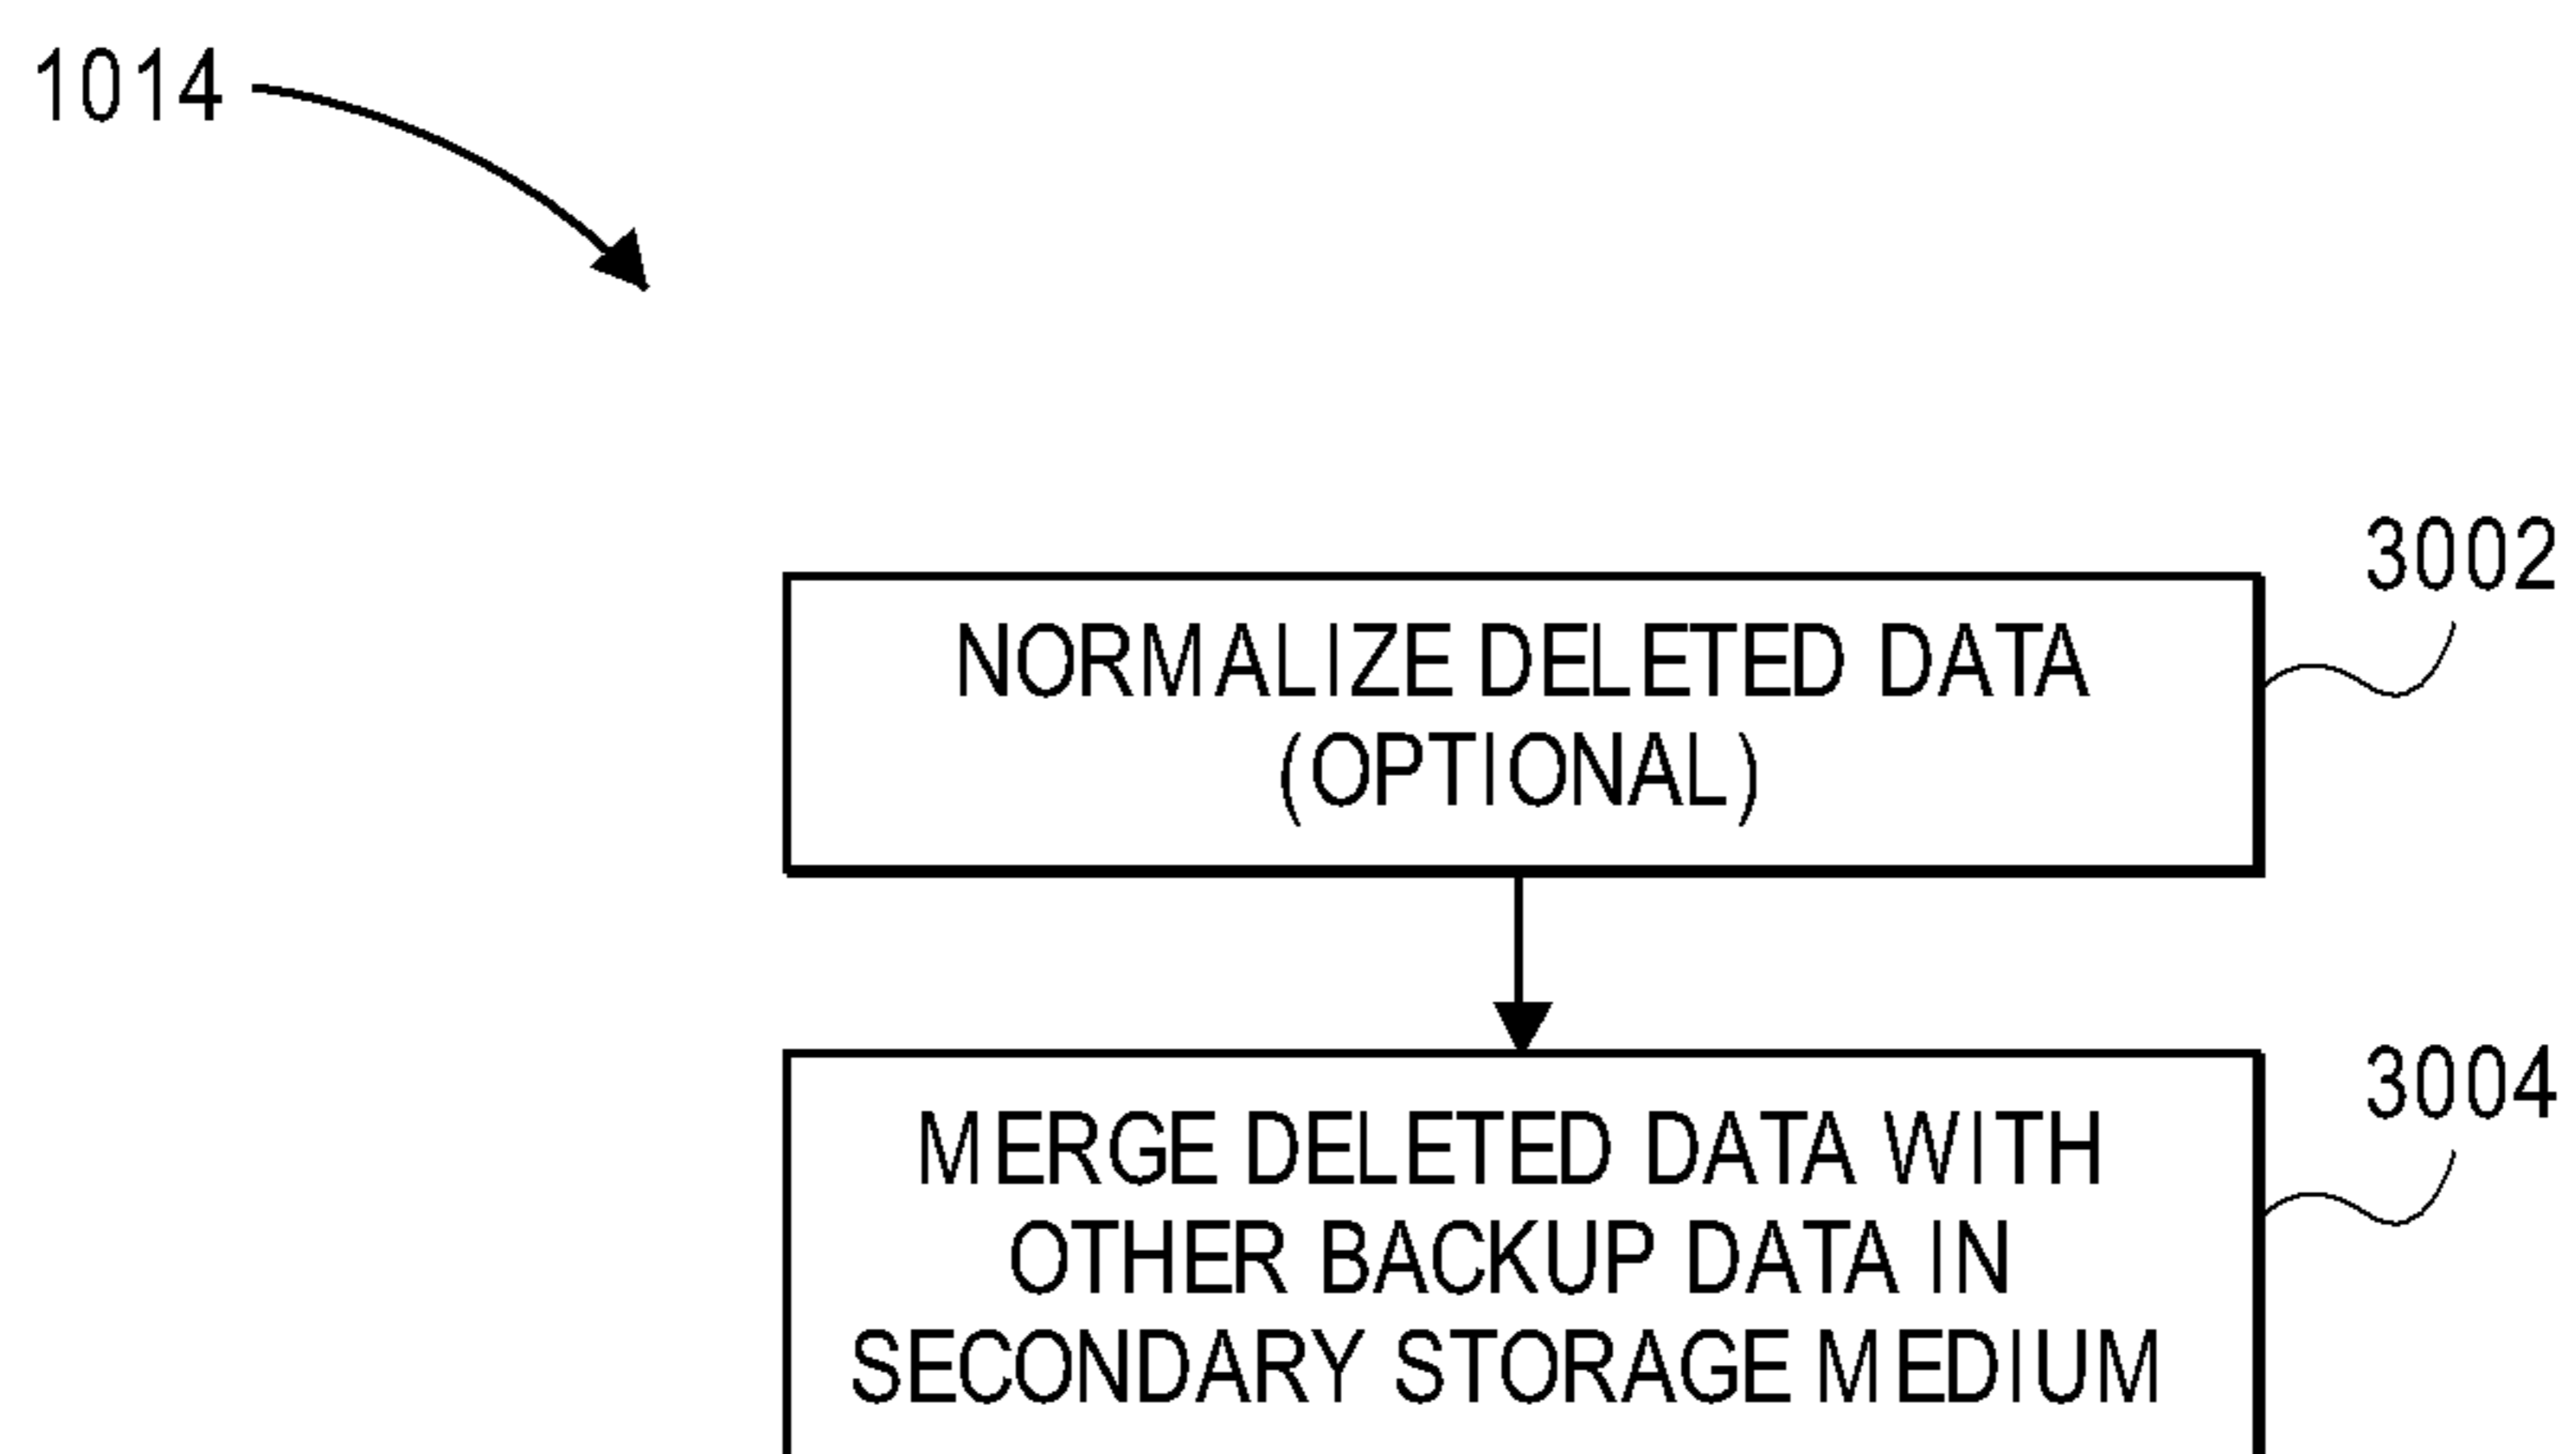 1014
3002
NORMALIZE DELETED DATA
(OPTIONAL)
3004
MERGE DELETED DATA WITH
OTHER BACKUP DATA IN
SECONDARY STORAGE MEDIUM